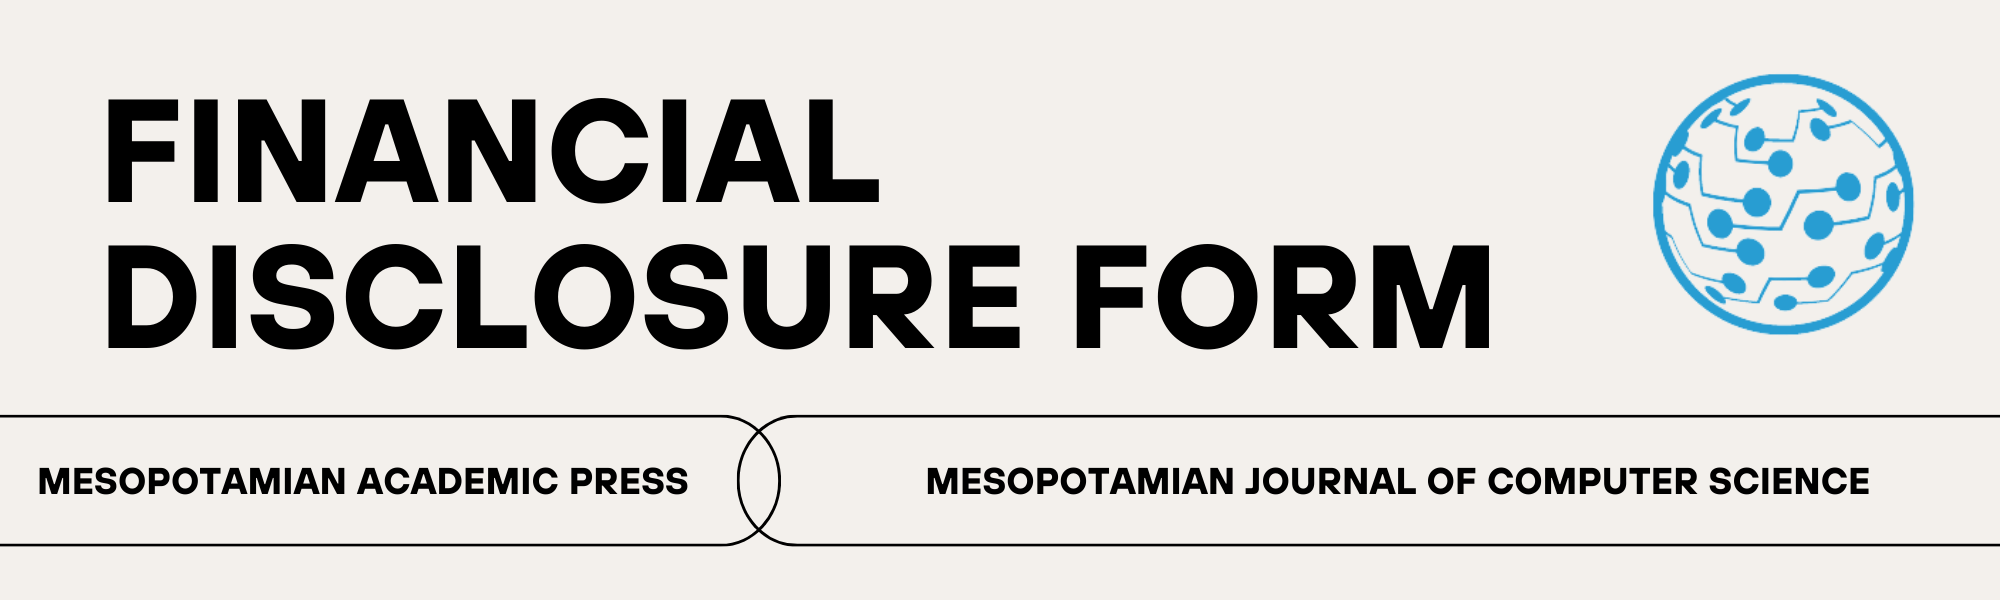 FINANCIAL
DISCLOSURE FORM
MESOPOTAMIAN ACADEMIC PRESS
MESOPOTAMIAN JOURNAL OF COMPUTER SCIENCE